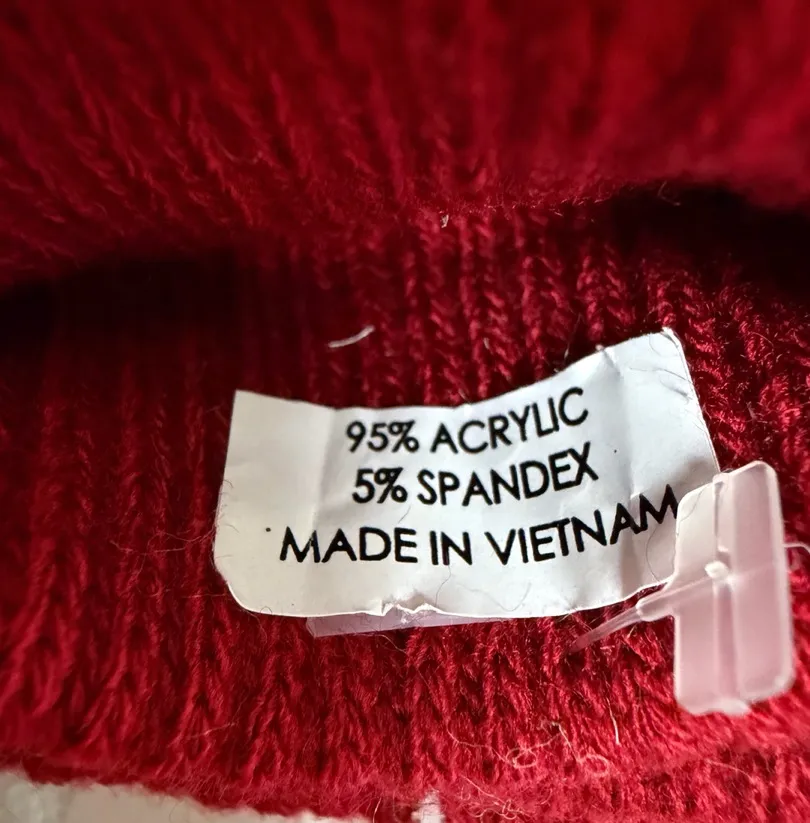 95% ACRYLIC
5% SPANDEX
MADE IN VIETNAM